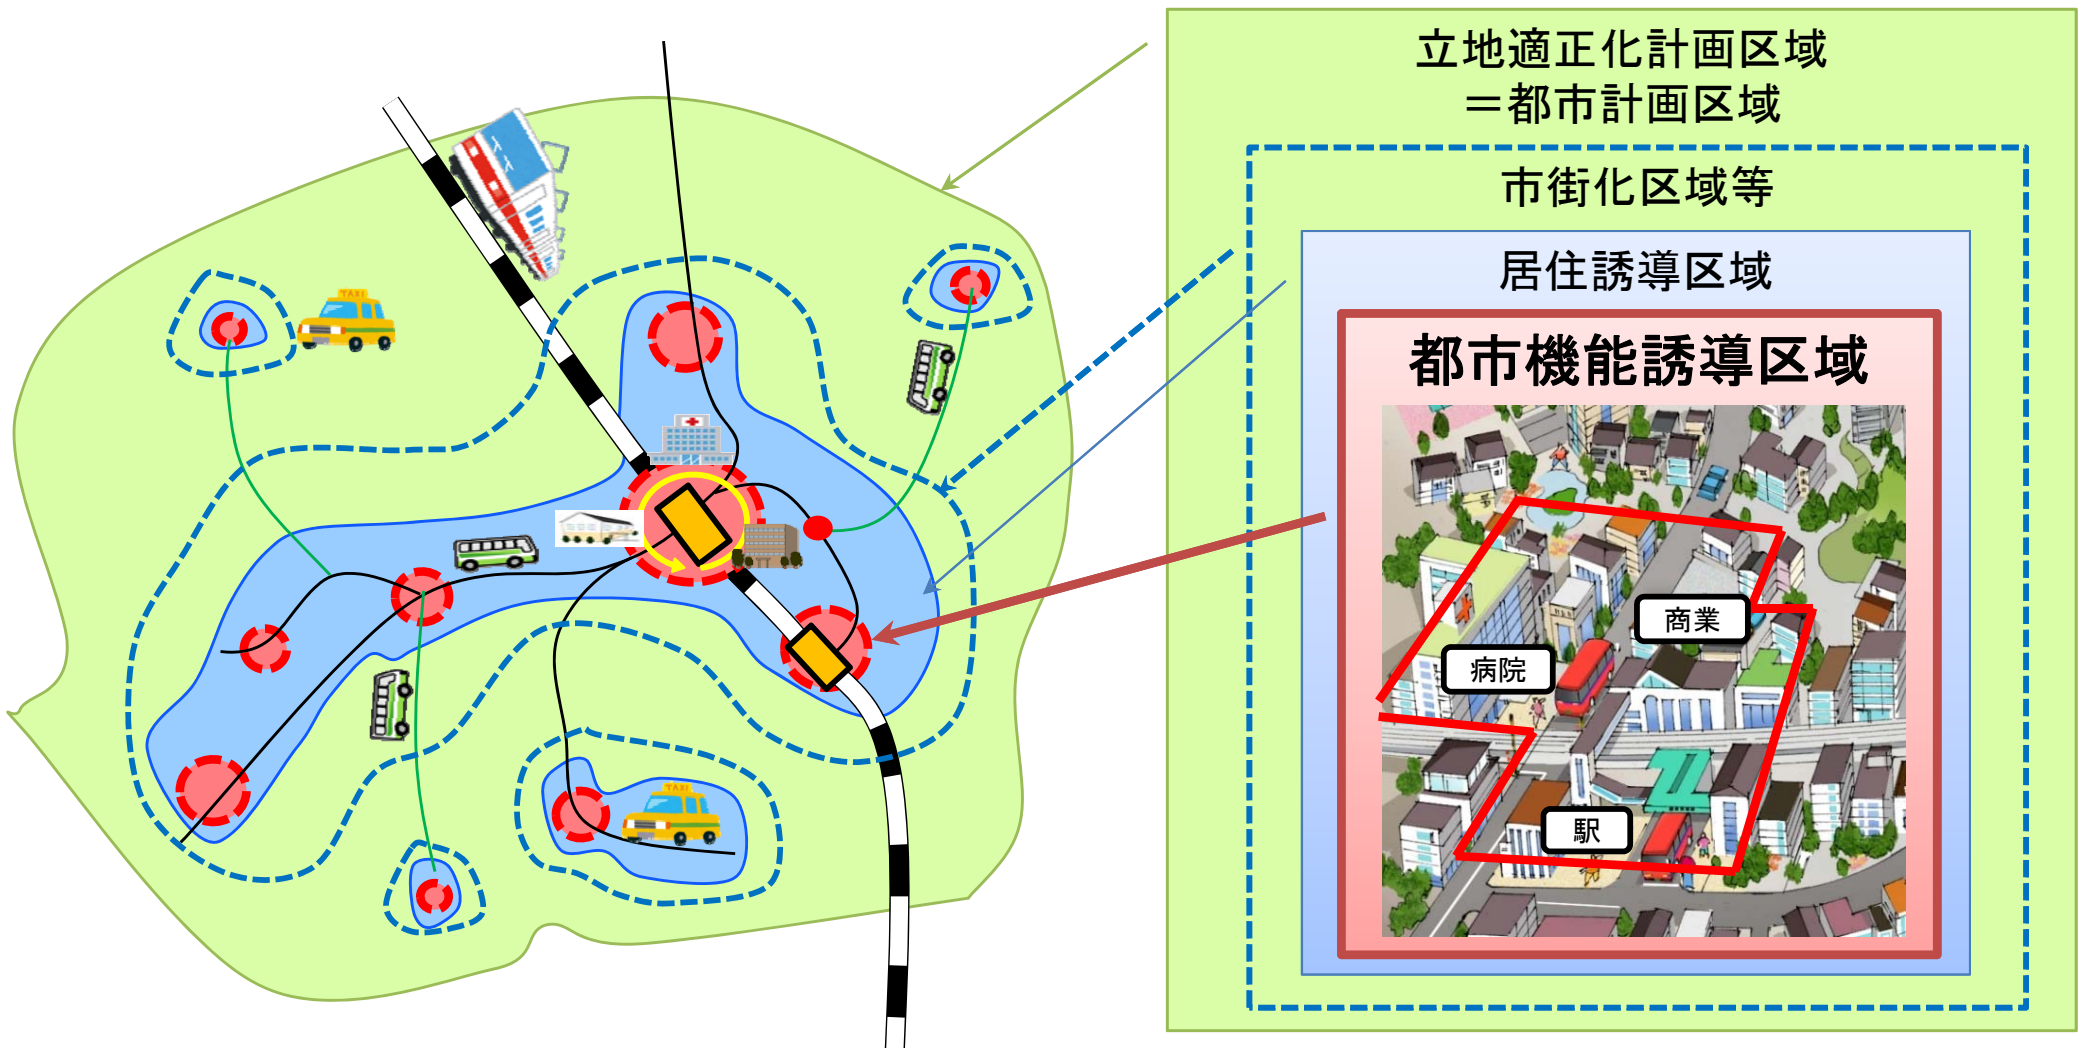 立地適正化計画区域
＝都市計画区域
市街化区域等
居住誘導区域
都市機能誘導区域
商業
病院
駅
TAXI
TAXI